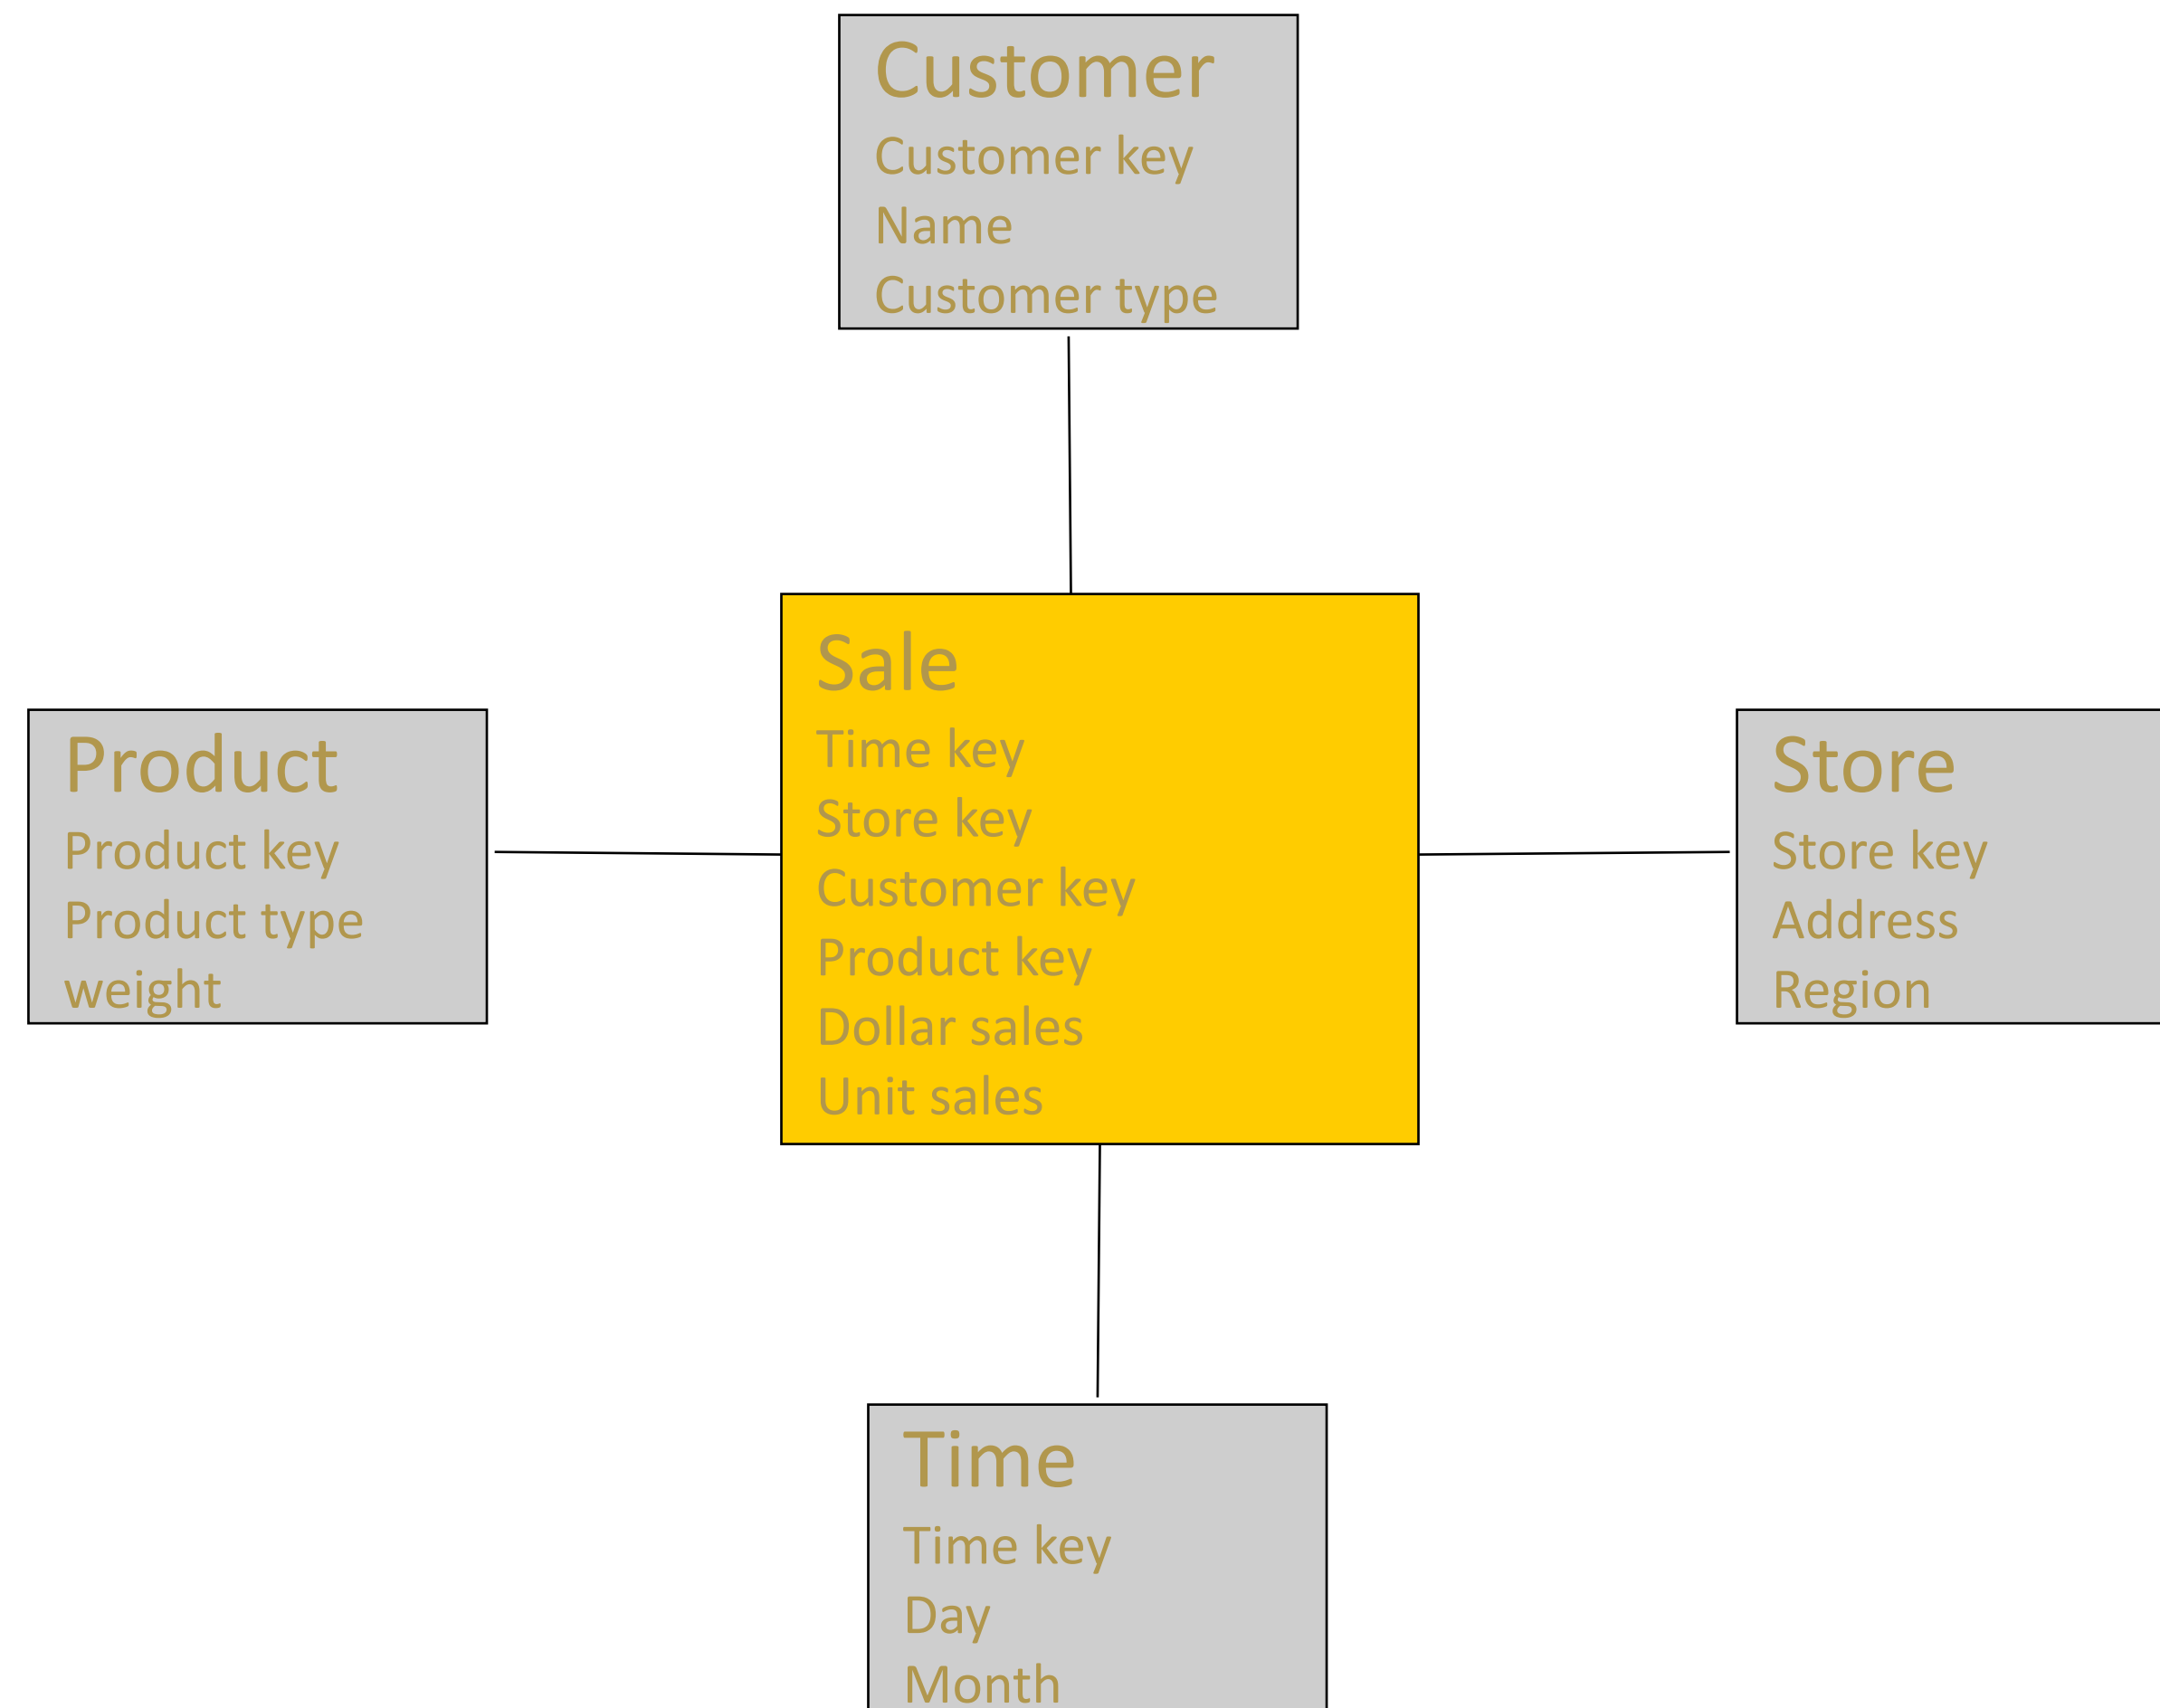 Customer
Customer key
Name
Customer type
Sale
Time key
Store key
Customer key
Product key
Dollar sales
Unit sales
Product
Product key
Product type
weight
Store
Store key
Address
Region
Time
Time key
Day
Month